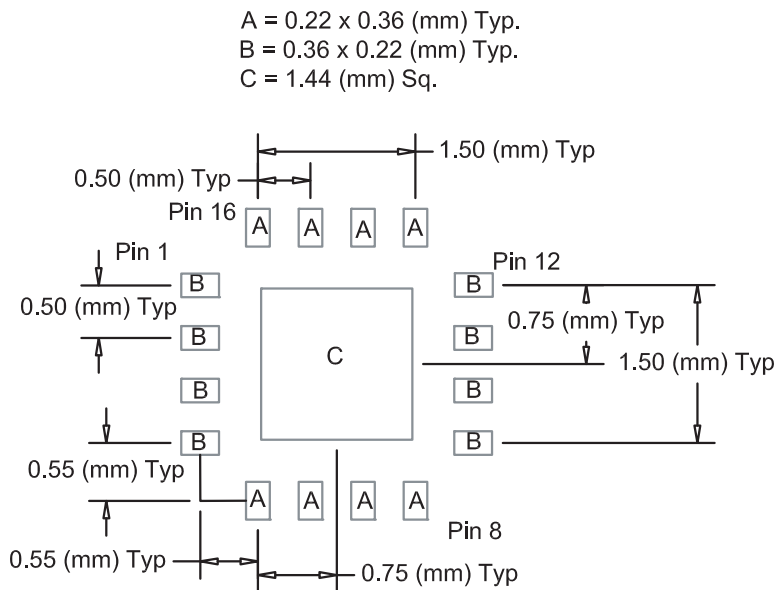 A = 0.22 x 0.36 (mm) Typ.
B = 0.36 x 0.22 (mm) Typ.
C = 1.44 (mm) Sq.
1.50 (mm) Typ
0.50 (mm) Typ
Pin 16
A
A
A
A
Pin 1
Pin 12
B
B
0.50 (mm) Typ
0.75 (mm) Typ
B
B
C
1.50 (mm) Typ
B
B
B
B
0.55 (mm) Typ
A
A
A
A
Pin 8
0.55 (mm) Typ
0.75 (mm) Typ